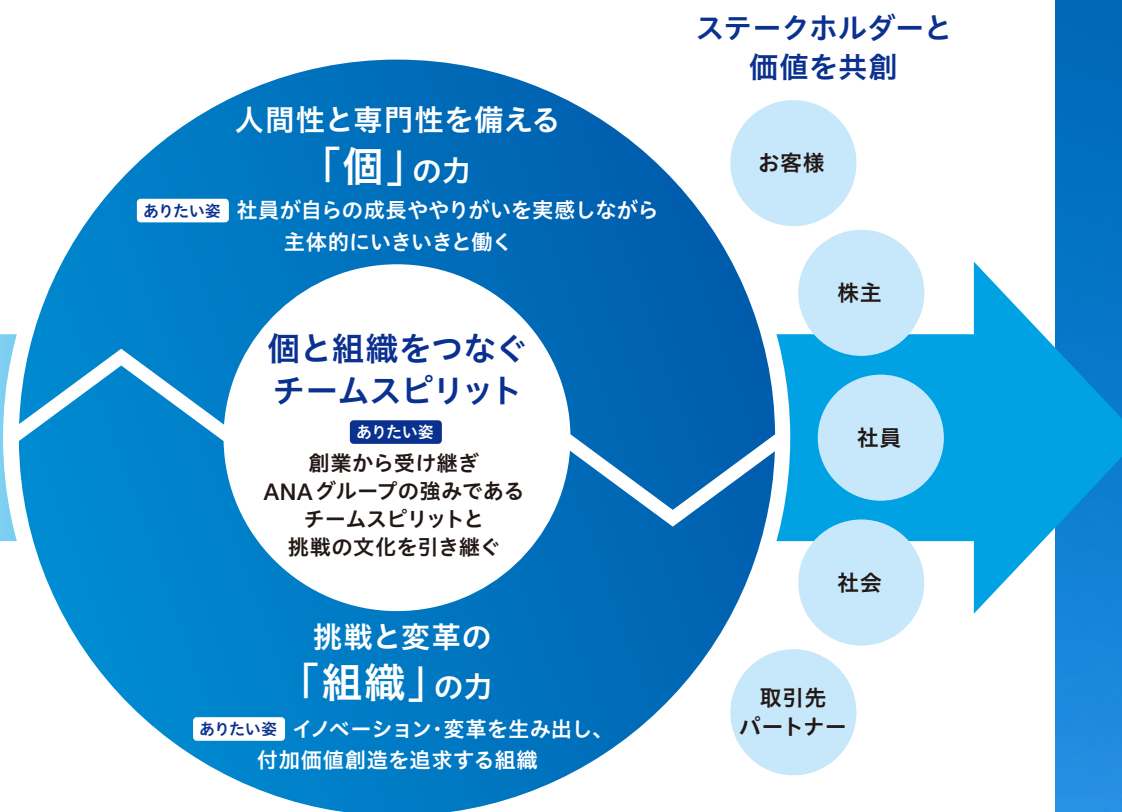 ステークホルダーと
価値を共創
人間性と専門性を備える
「個」の力
ありたい姿 社員が自らの成長ややりがいを実感しながら
主体的にいきいきと働く
個と組織をつなぐ
チームスピリット
ありたい姿
創業から受け継ぎ
ANAグループの強みである
チームスピリットと
挑戦の文化を引き継ぐ
挑戦と変革の
「組織」の力
ありたい姿 イノベーション・変革を生み出し、
付加価値創造を追求する組織
お客様
株主
社員
社会
取引先
パートナー